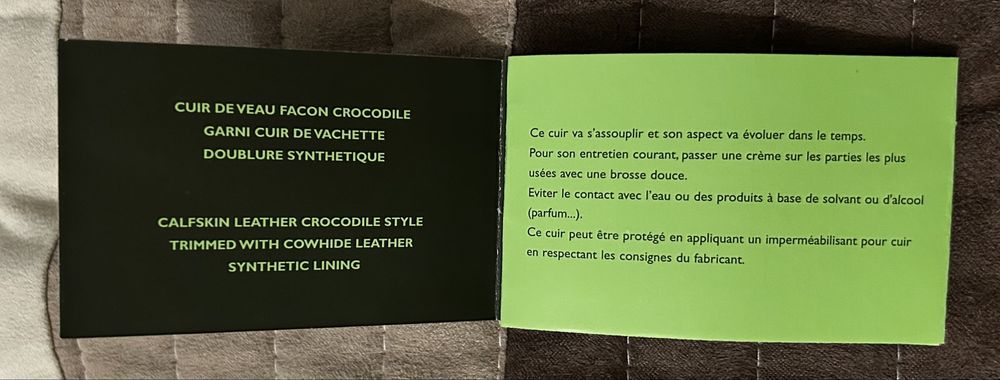 CUIR DE VEAU FACON CROCODILE
GARNI CUIR DE VACHETTE
DOUBLURE SYNTHETIQUE
CALFSKIN LEATHER CROCODILE STYLE
TRIMMED WITH COWHIDE LEATHER
SYNTHETIC LINING
Ce cuir va s'assouplir et son aspect va évoluer dans le temps.
Pour son entretien courant, passer une crème sur les parties les plus
usées avec une brosse douce.
Eviter le contact avec l'eau ou des produits à base de solvant ou d'alcool
(parfum...).
Ce cuir peut être protégé en appliquant un imperméabilisant pour cuir
en respectant les consignes du fabricant.